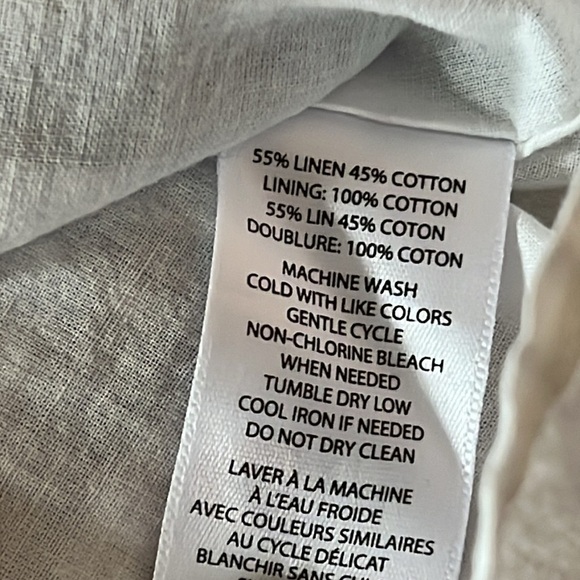 55% LINEN 45% COTTON
LINING: 100% COTTON
55% LIN 45% COTON
DOUBLURE: 100% COTON
MACHINE WASH
COLD WITH LIKE COLORS
GENTLE CYCLE
NON-CHLORINE BLEACH
WHEN NEEDED
TUMBLE DRY LOW
COOL IRON IF NEEDED
DO NOT DRY CLEAN
LAVER À LA MACHINE
À L'EAU FROIDE
AVEC COULEURS SIMILAIRES
AU CYCLE DÉLICAT
BLANCHIR SANS